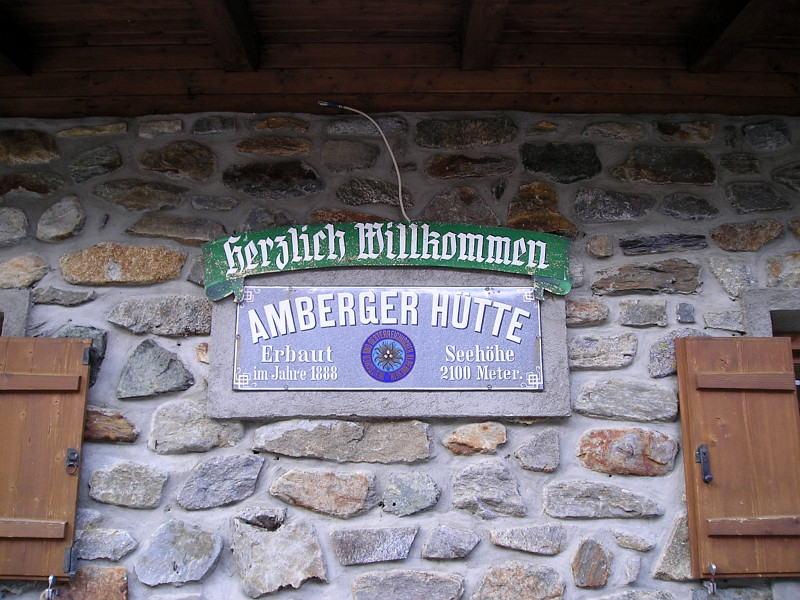 Herzlich Willkommen
AMBERGER HÜTTE
Erbaut
im Jahre 1888
Seehöhe
2100 Meter.